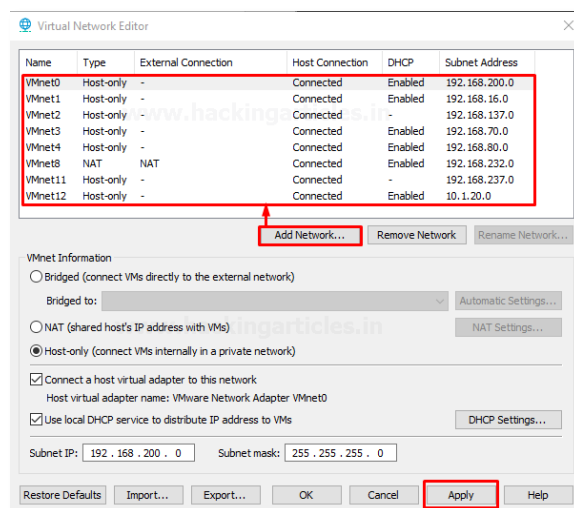 Virtual Network Editor
Name Type External Connection Host Connection DHCP Subnet Address
VMnet0 Host-only - Connected Enabled 192.168.200.0
VMnet1 Host-only - Connected Enabled 192.168.16.0
VMnet2 Host-only - Connected - 192.168.137.0
www.hackingarticles.in
VMnet3 Host-only - Connected Enabled 192.168.70.0
VMnet4 Host-only - Connected Enabled 192.168.80.0
VMnet8 NAT NAT Connected Enabled 192.168.232.0
VMnet11 Host-only - Connected - 192.168.237.0
VMnet12 Host-only - Connected Enabled 10.1.20.0
Add Network... Remove Network Rename Network...
VMnet Information
Bridged (connect VMs directly to the external network)
Bridged to: Automatic Settings...
NAT (shared host's IP address with VMs) NAT Settings...
hackingarticles.in
Host-only (connect VMs internally in a private network)
Connect a host virtual adapter to this network
Host virtual adapter name: VMware Network Adapter VMnet0
Use local DHCP service to distribute IP address to VMs DHCP Settings...
Subnet IP: 192 . 168 . 200 . 0 Subnet mask: 255 . 255 . 255 . 0
Restore Defaults Import... Export... OK Cancel Apply Help